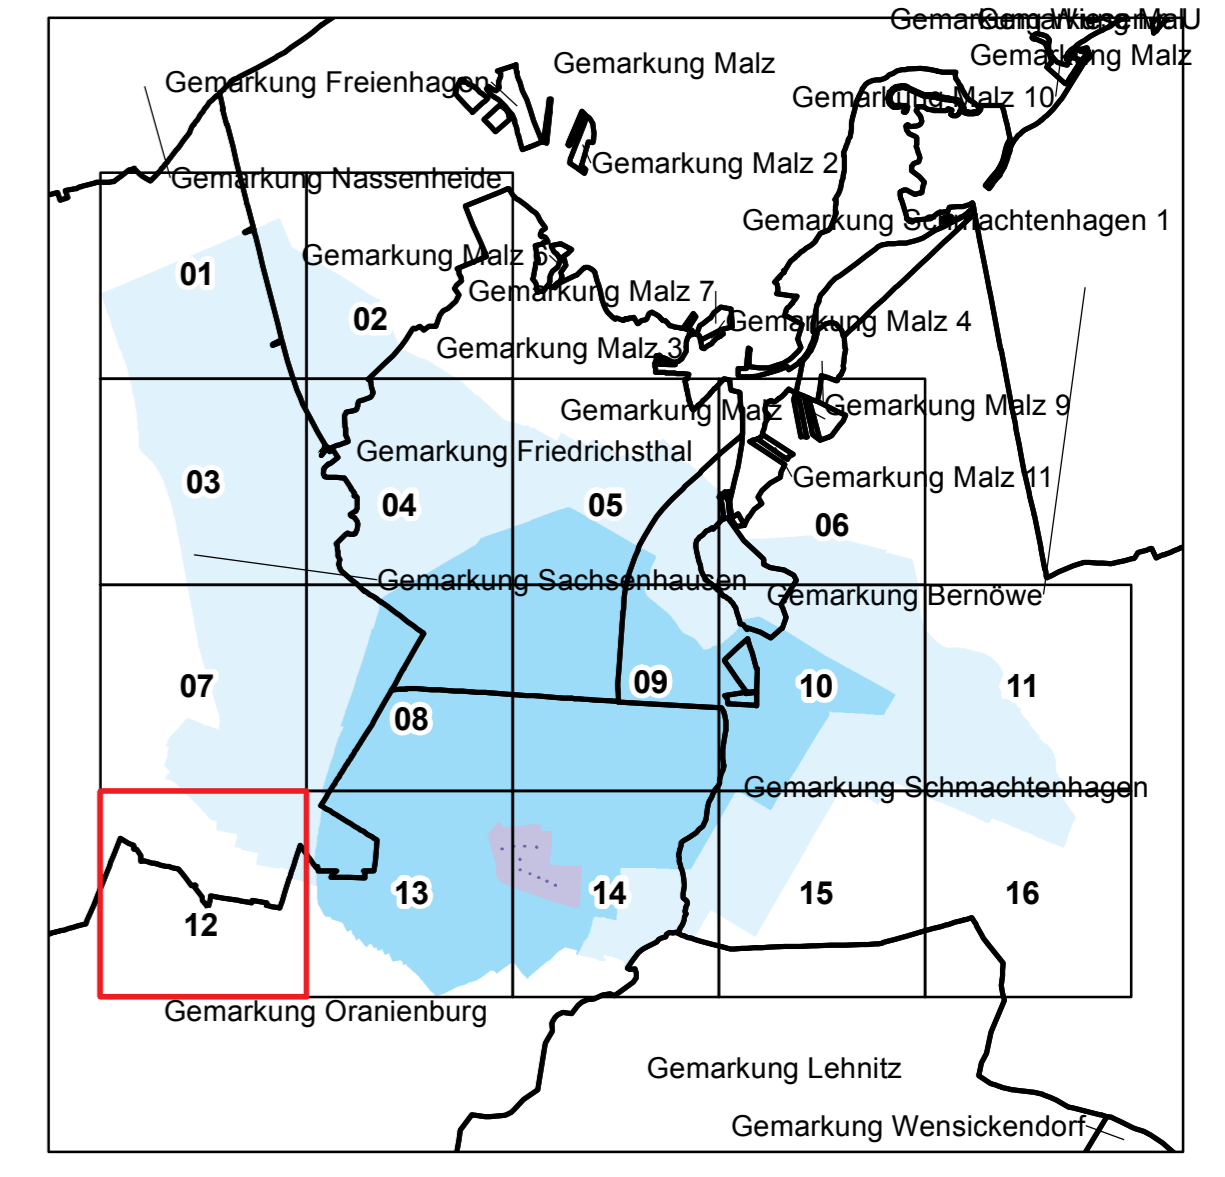 Gemarkung Malz
Gemarkung Malz
Gemarkung Freienhagen
Gemarkung Malz 10
Gemarkung Malz 2
Gemarkung Nassenheide
Gemarkung Schmachtenhagen 1
Gemarkung Malz 5
01
Gemarkung Malz 7
02
Gemarkung Malz 4
Gemarkung Malz 3
Gemarkung Malz
Gemarkung Malz 9
Gemarkung Friedrichsthal
Gemarkung Malz 11
03
04
05
06
Gemarkung Sachsenhausen
Gemarkung Bernöwe
07
08
09
10
11
Gemarkung Schmachtenhagen
12
13
14
15
16
Gemarkung Oranienburg
Gemarkung Lehnitz
Gemarkung Wensickendorf